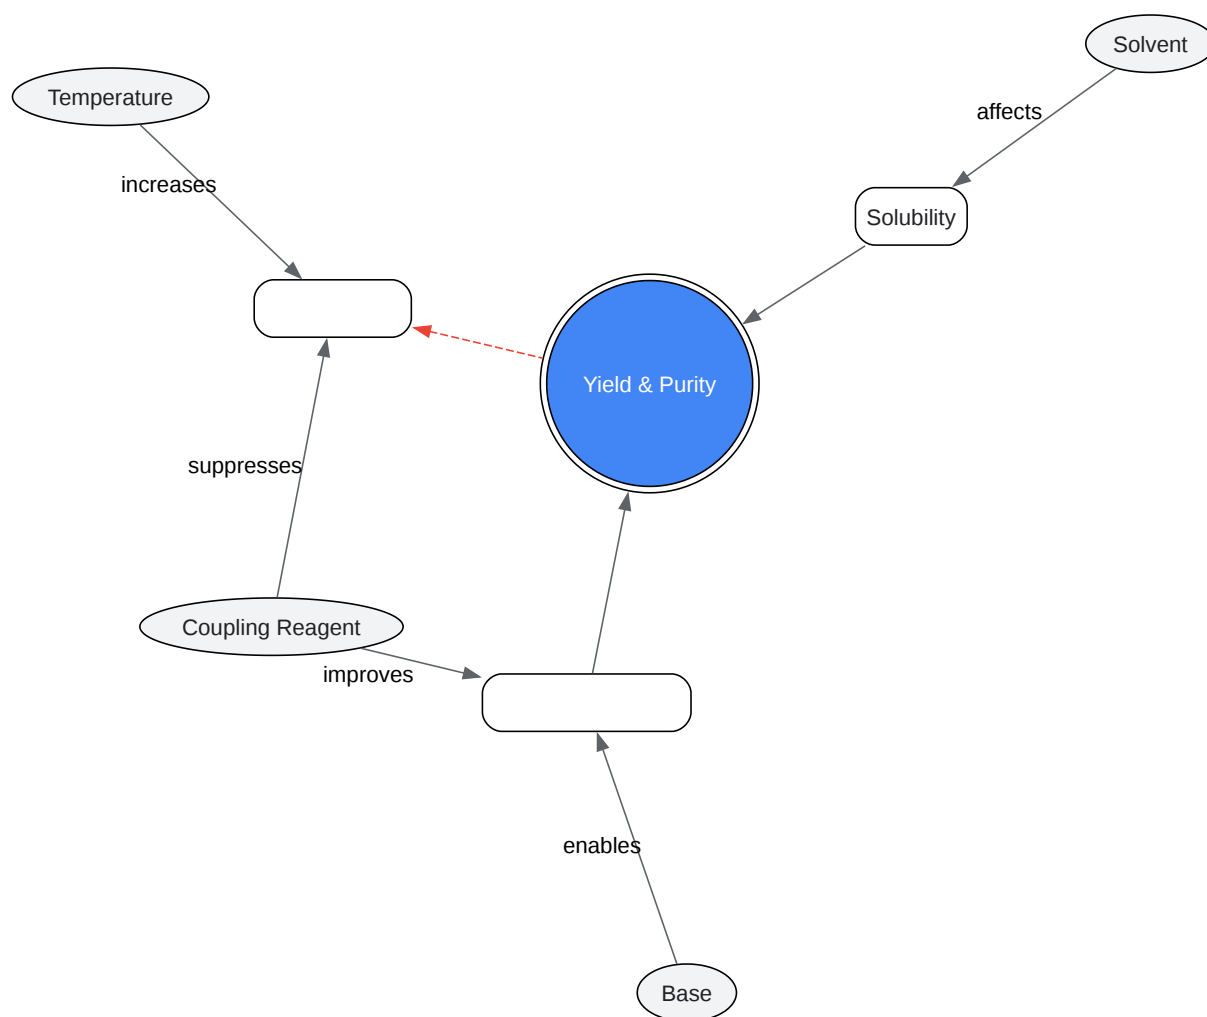 Solvent
Temperature
affects
increases
Solubility
Yield & Purity
suppresses
Coupling Reagent
improves
enables
Base